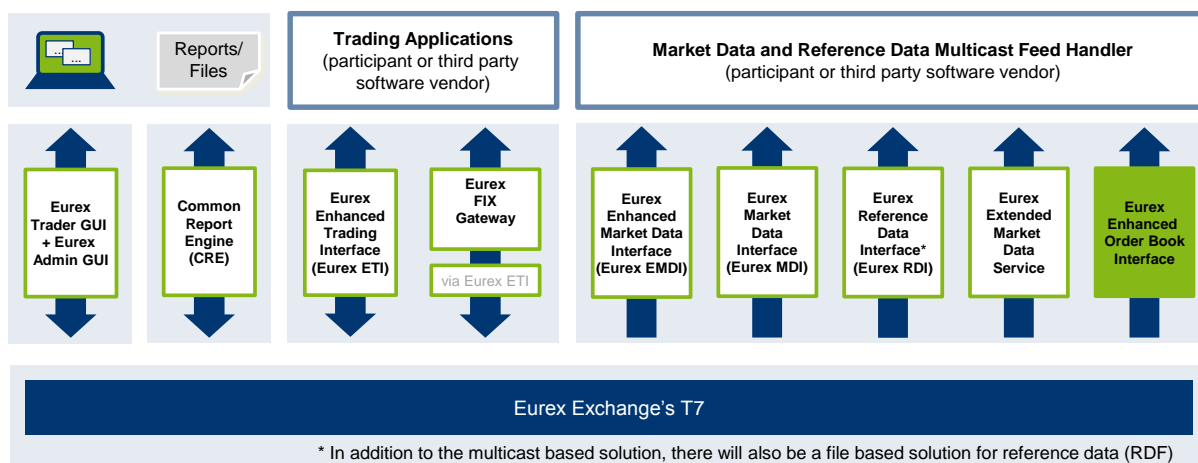 ...
...
Reports/
Files
Trading Applications
(participant or third party
software vendor)
Market Data and Reference Data Multicast Feed Handler
(participant or third party software vendor)
Eurex
Trader GUI
+ Eurex
Admin GUI
Common
Report
Engine
(CRE)
Eurex
Enhanced
Trading
Interface
(Eurex ETI)
Eurex
FIX
Gateway
via Eurex ETI
Eurex
Enhanced
Market Data
Interface
(Eurex EMDI)
Eurex
Market
Data
Interface
(Eurex MDI)
Eurex
Reference
Data
Interface*
(Eurex RDI)
Eurex
Extended
Market
Data
Service
Eurex
Enhanced
Order Book
Interface
Eurex Exchange's T7
* In addition to the multicast based solution, there will also be a file based solution for reference data (RDF)